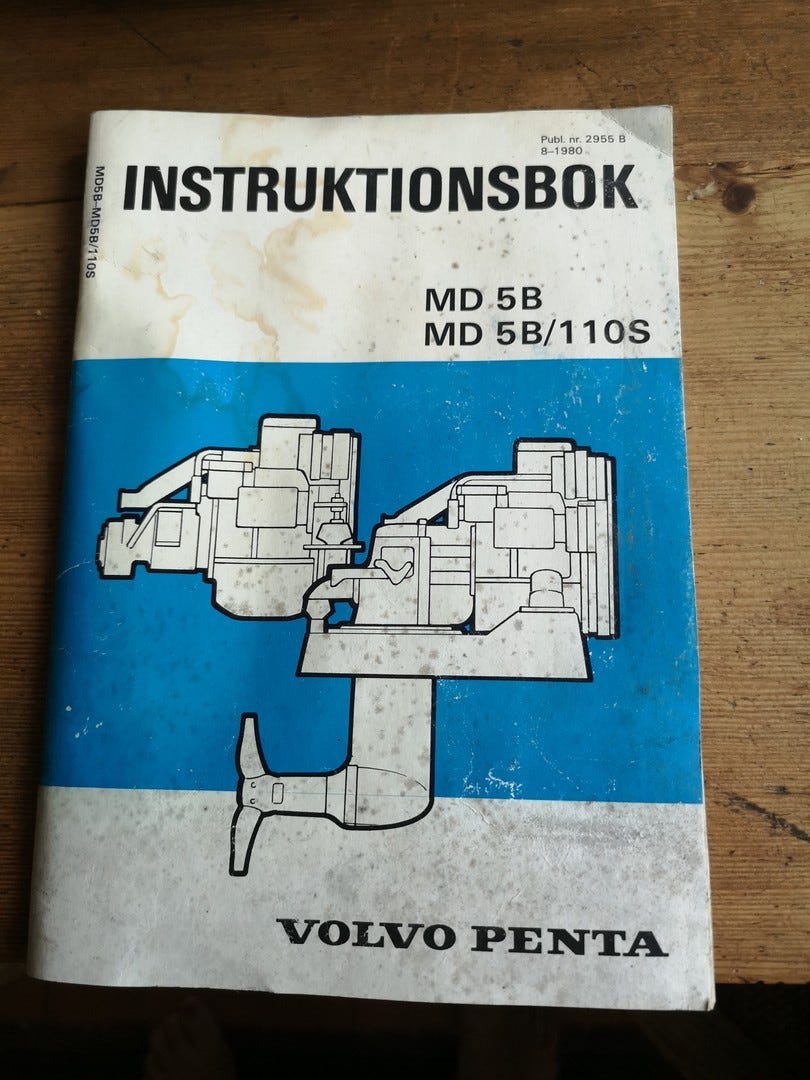 Publ. nr. 2955 B
8–1980
INSTRUKTIONSBOK
MD5B–MD5B/110S
MD 5B
MD 5B/110S
VOLVO PENTA